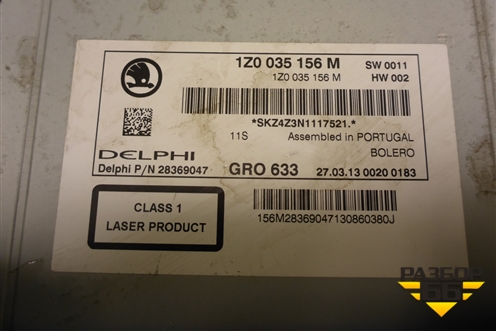 1Z0 035 156 M SW 0011
1Z0 035 156 M HW 002
*SKZ4Z3N1117521.*
11S Assembled in PORTUGAL
DELPHI BOLERO
Delphi P/N 28369047 GRO 633 27.03.13 0020 0183
CLASS 1
LASER PRODUCT
156M28369047130860380J
РАЗБОР
66